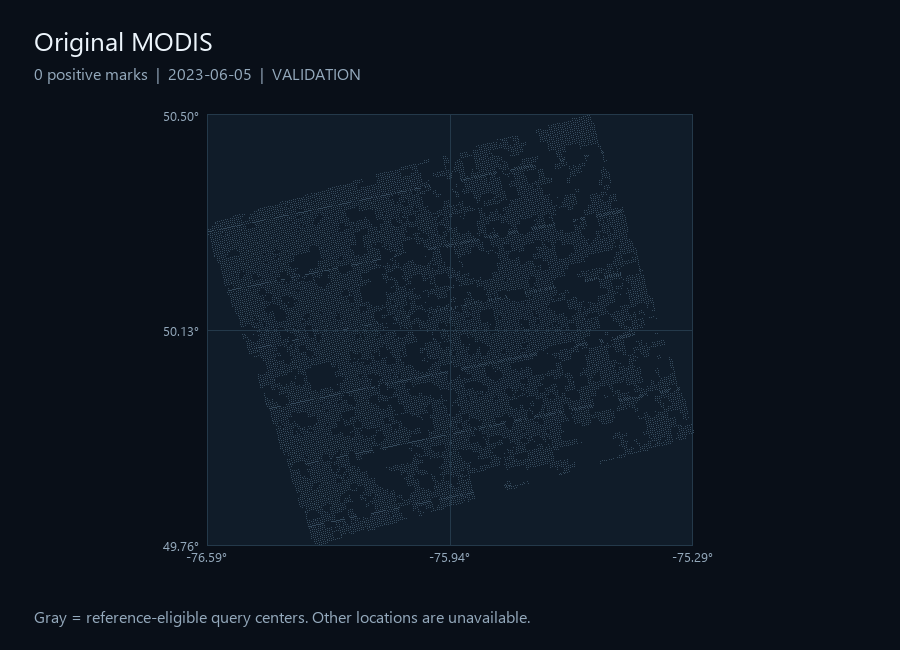 Original MODIS
0 positive marks | 2023-06-05 | VALIDATION
50.50°
50.13°
49.76°
-76.59° -75.94° -75.29°
Gray = reference-eligible query centers. Other locations are unavailable.